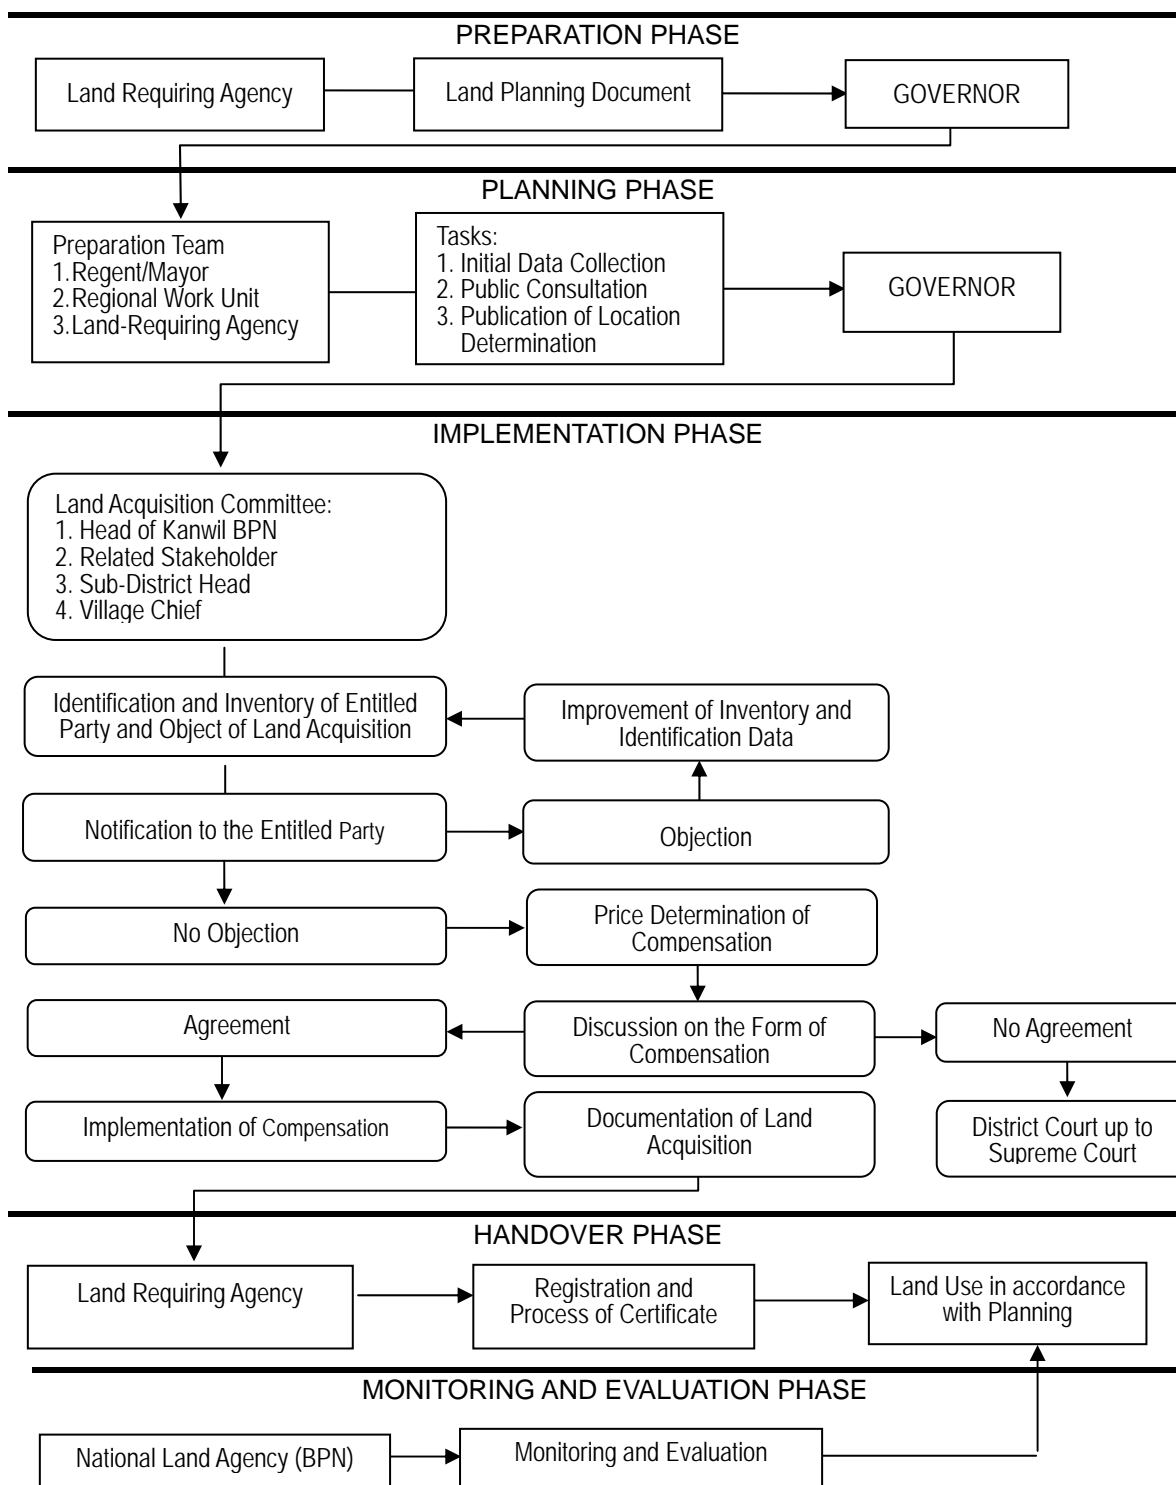 PREPARATION PHASE
Land Requiring Agency
Land Planning Document
GOVERNOR
PLANNING PHASE
Preparation Team
1.Regent/Mayor
2.Regional Work Unit
3.Land-Requiring Agency
Tasks:
1. Initial Data Collection
2. Public Consultation
3. Publication of Location
Determination
GOVERNOR
IMPLEMENTATION PHASE
Land Acquisition Committee:
1. Head of Kanwil BPN
2. Related Stakeholder
3. Sub-District Head
4. Village Chief
Identification and Inventory of Entitled
Party and Object of Land Acquisition
Improvement of Inventory and
Identification Data
Notification to the Entitled Party
Objection
No Objection
Price Determination of
Compensation
Agreement
Discussion on the Form of
Compensation
No Agreement
Implementation of Compensation
Documentation of Land
Acquisition
District Court up to
Supreme Court
HANDOVER PHASE
Land Requiring Agency
Registration and
Process of Certificate
Land Use in accordance
with Planning
MONITORING AND EVALUATION PHASE
National Land Agency (BPN)
Monitoring and Evaluation